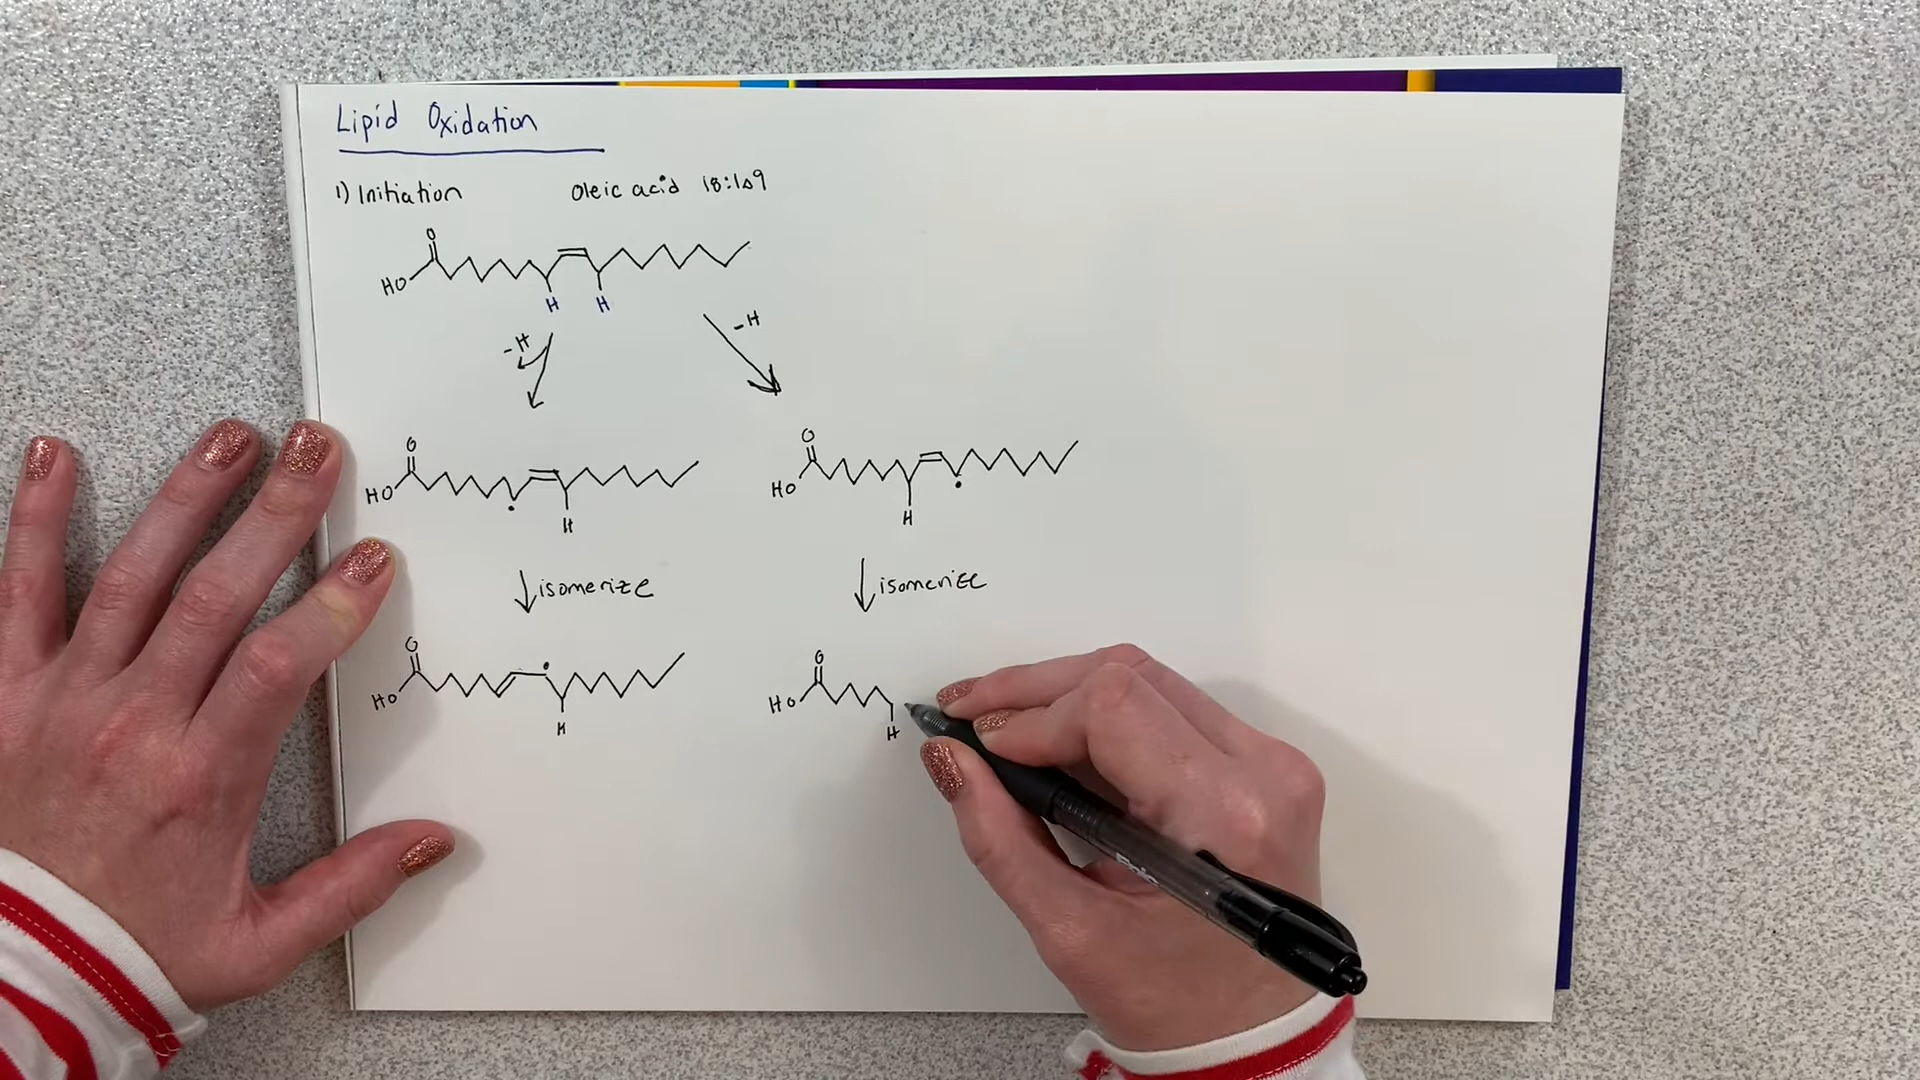 Lipid Oxidation
1) Initiation
Oleic acid 18:1Δ9
O
HO
H H
-H
-H
O
HO
H
O
HO
H
isomerize
isomerize
O
HO
H
O
HO
H